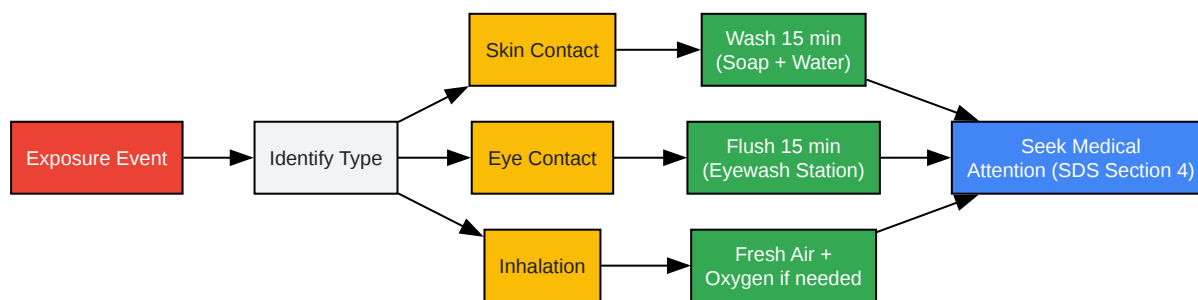 Exposure Event
Identify Type
Skin Contact
Wash 15 min
(Soap + Water)
Eye Contact
Flush 15 min
(Eyewash Station)
Inhalation
Fresh Air +
Oxygen if needed
Seek Medical
Attention (SDS Section 4)